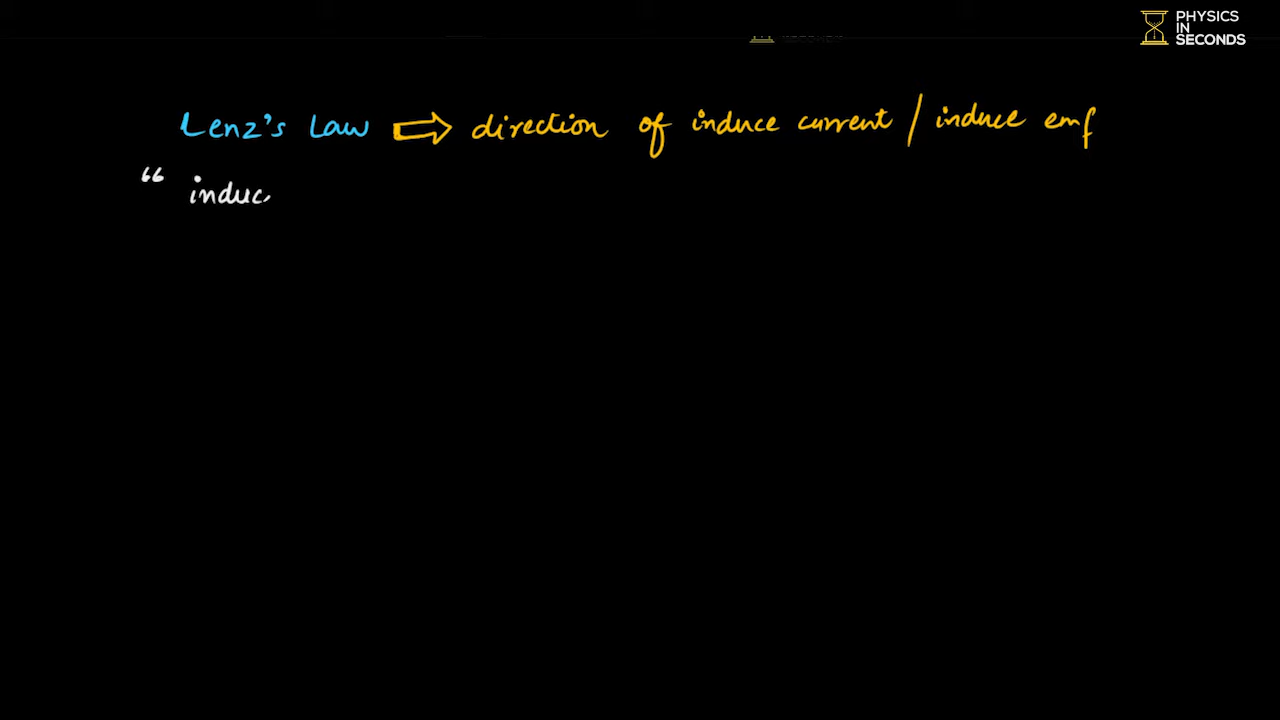 PHYSICS
IN
SECONDS
Lenz's Law ⇒ direction of induce current / induce emf
“ induc